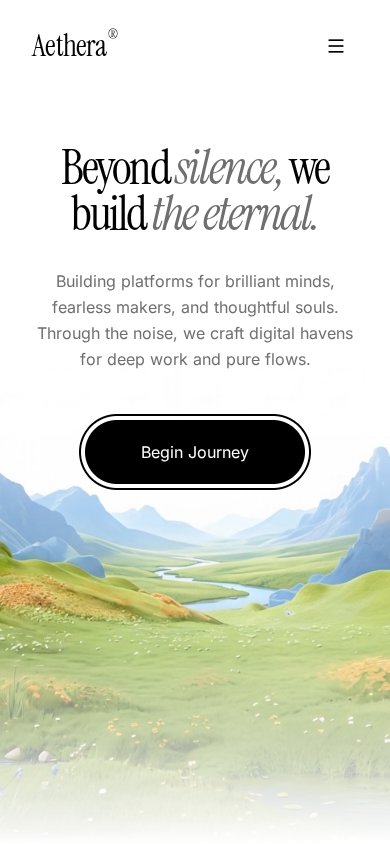 Aethera®
Beyond silence, we
build the eternal.
Building platforms for brilliant minds,
fearless makers, and thoughtful souls.
Through the noise, we craft digital havens
for deep work and pure flows.
Begin Journey